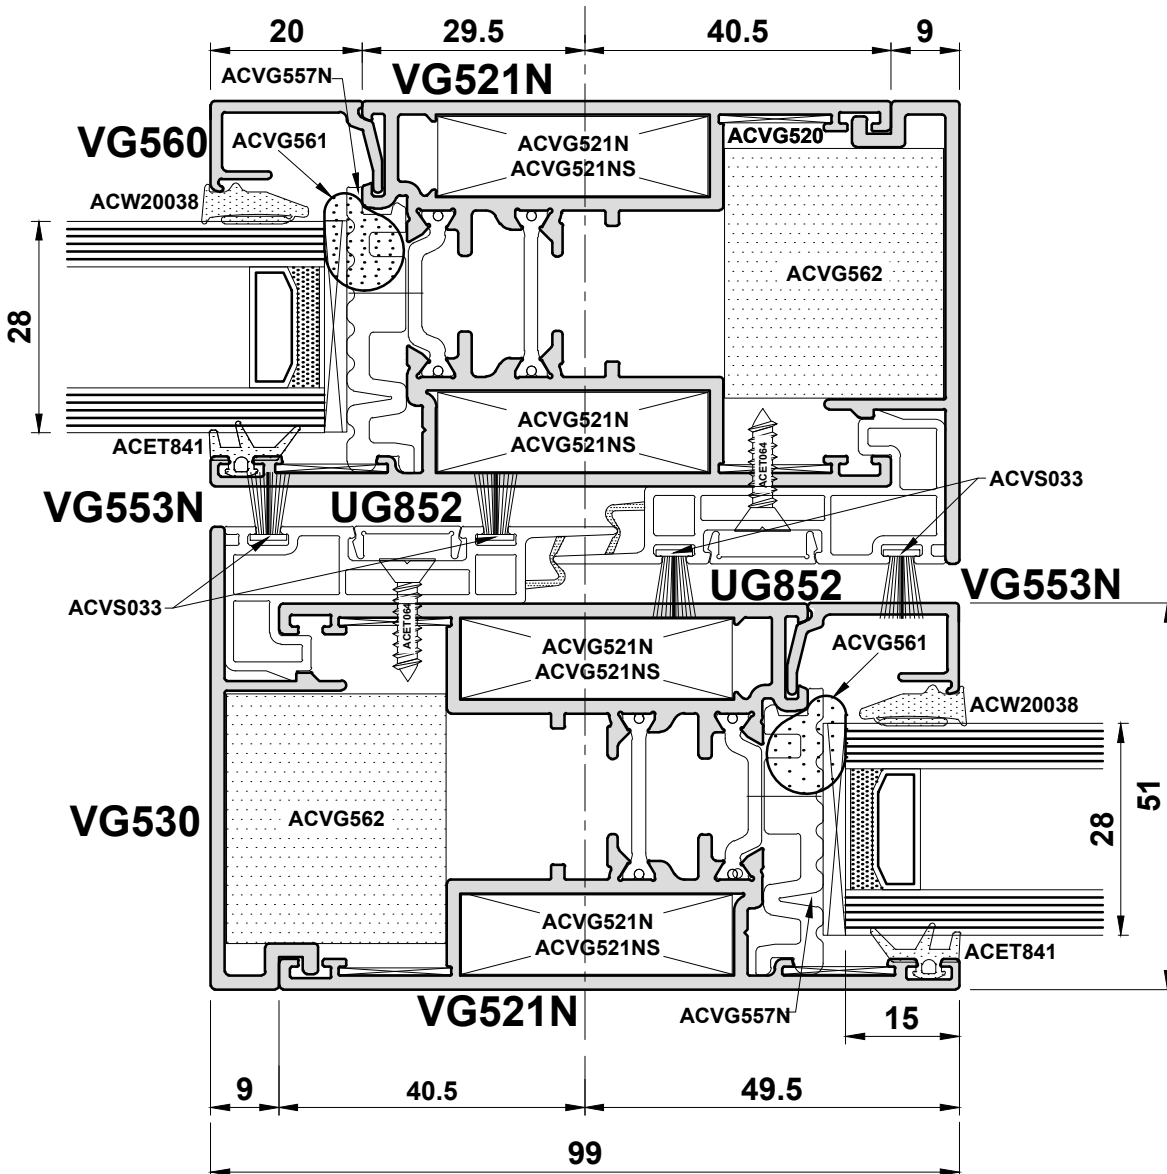 20
29.5
40.5
9
ACVG557N
VG521N
VG560
ACVG561
ACVG521N
ACVG521NS
ACVG520
ACW20038
ACVG562
28
ACVG521N
ACVG521NS
ACET064
ACET841
VG553N
UG852
ACVS033
ACVS033
ACET064
UG852
VG553N
ACVG521N
ACVG521NS
ACVG561
ACW20038
VG530
ACVG562
28
51
ACVG521N
ACVG521NS
ACET841
VG521N
ACVG557N
15
9
40.5
49.5
99